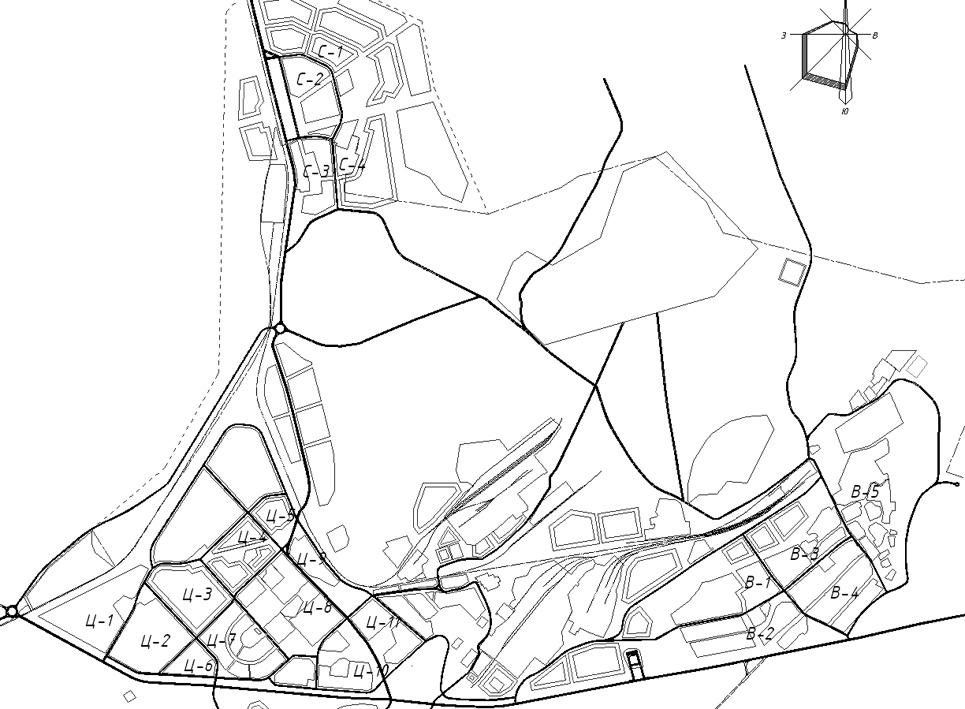 С-1
З
В
С-2
Ю
С-3
С-4
В-5
Ц-5
Ц-4
Ц-9
В-3
В-1
В-4
Ц-3
Ц-8
Ц-1
Ц-11
В-2
Ц-2
Ц-7
Ц-6
Ц-10